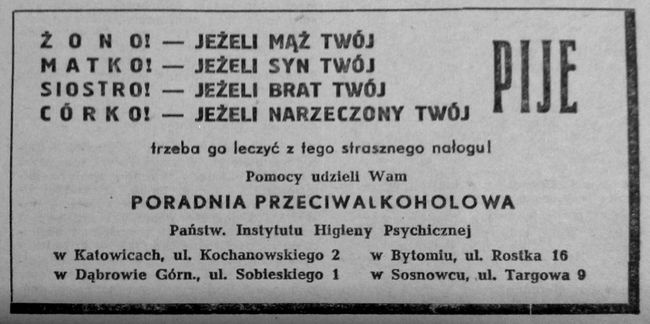 ŻONO! — JEŻELI MĄŻ TWÓJ
MATKO! — JEŻELI SYN TWÓJ
SIOSTRO! — JEŻELI BRAT TWÓJ
CÓRKO! — JEŻELI NARZECZONY TWÓJ
PIJE
trzeba go leczyć z tego strasznego nałogu!
Pomocy udzieli Wam
PORADNIA PRZECIWALKOHOLOWA
Państw. Instytutu Higieny Psychicznej
w Katowicach, ul. Kochanowskiego 2 w Bytomiu, ul. Rostka 16
w Dąbrowie Górn., ul. Sobieskiego 1 w Sosnowcu, ul. Targowa 9